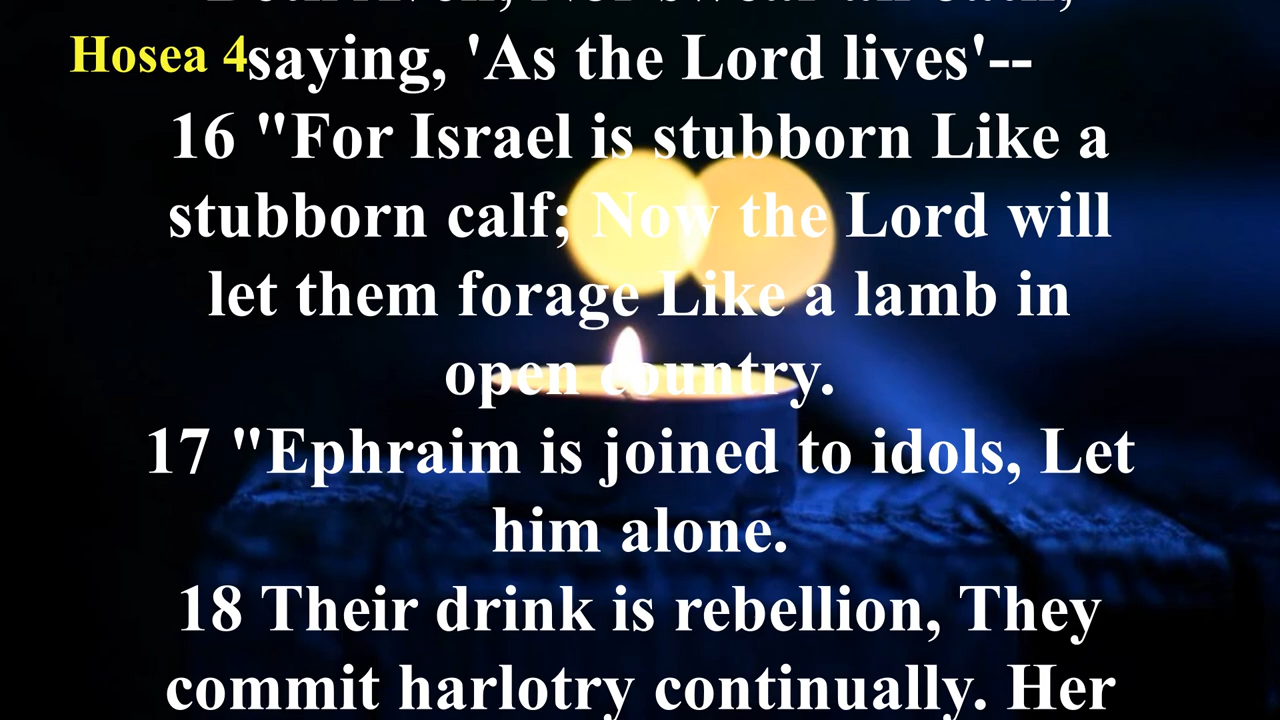 Hosea 4
saying, 'As the Lord lives'--
16 "For Israel is stubborn Like a
stubborn calf; Now the Lord will
let them forage Like a lamb in
open country.
17 "Ephraim is joined to idols, Let
him alone.
18 Their drink is rebellion, They
commit harlotry continually. Her